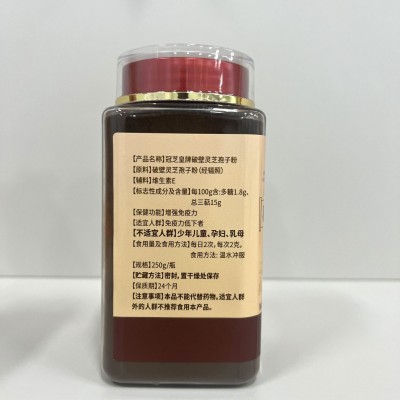 【产品名称】冠芝皇牌破壁灵芝孢子粉
【原料】破壁灵芝孢子粉(经辐照)
【辅料】维生素E
【标志性成分及含量】每100g含:多糖1.8g、
总三萜15g
【保健功能】增强免疫力
【适宜人群】免疫力低下者
【不适宜人群】少年儿童、孕妇、乳母
【食用量及食用方法】每日2次，每次2克。
食用方法: 温水冲服
【规格】250g/瓶
【贮藏方法】密封，置干燥处保存
【保质期】24个月
【注意事项】本品不能代替药物。适宜人群
外的人群不推荐食用本产品。